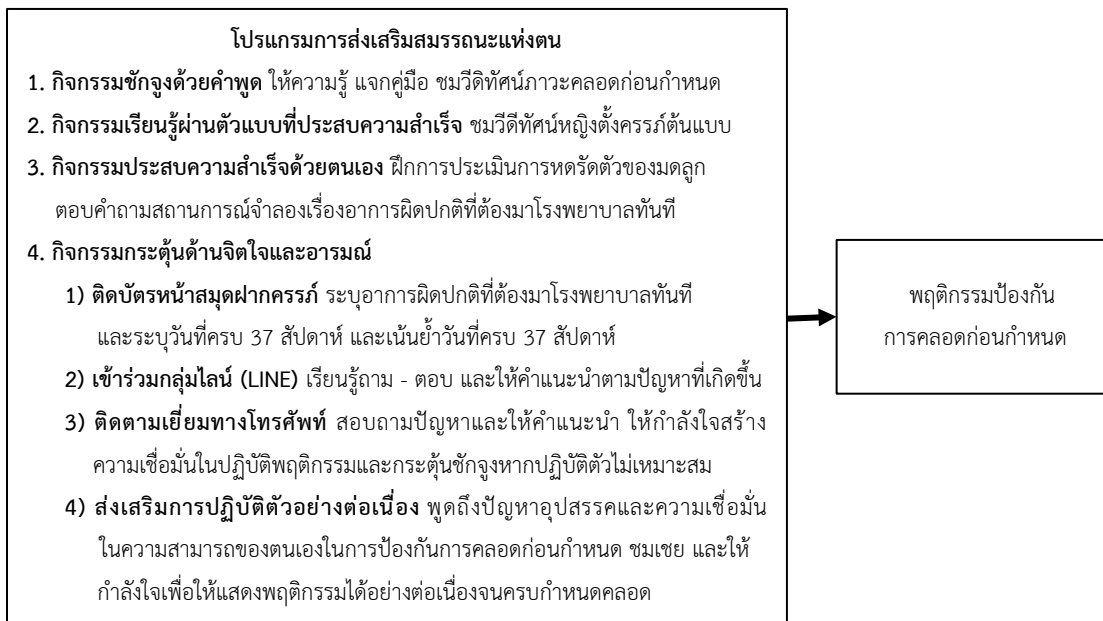 โปรแกรมการส่งเสริมสมรรถนะแห่งตน
1. กิจกรรมชักจูงด้วยคำพูด ให้ความรู้ แจกคู่มือ ชมวีดิทัศน์ภาวะคลอดก่อนกำหนด
2. กิจกรรมเรียนรู้ผ่านตัวแบบที่ประสบความสำเร็จ ชมวีดีทัศน์หญิงตั้งครรภ์ต้นแบบ
3. กิจกรรมประสบความสำเร็จด้วยตนเอง ฝึกการประเมินการหดรัดตัวของมดลูก
ตอบคำถามสถานการณ์จำลองเรื่องอาการผิดปกติที่ต้องมาโรงพยาบาลทันที
4. กิจกรรมกระตุ้นด้านจิตใจและอารมณ์
1) ติดบัตรหน้าสมุดฝากครรภ์ ระบุอาการผิดปกติที่ต้องมาโรงพยาบาลทันที
และระบุวันที่ครบ 37 สัปดาห์ และเน้นย้ำวันที่ครบ 37 สัปดาห์
2) เข้าร่วมกลุ่มไลน์ (LINE) เรียนรู้ถาม - ตอบ และให้คำแนะนำตามปัญหาที่เกิดขึ้น
3) ติดตามเยี่ยมทางโทรศัพท์ สอบถามปัญหาและให้คำแนะนำ ให้กำลังใจสร้าง
ความเชื่อมั่นในปฏิบัติพฤติกรรมและกระตุ้นชักจูงหากปฏิบัติตัวไม่เหมาะสม
4) ส่งเสริมการปฏิบัติตัวอย่างต่อเนื่อง พูดถึงปัญหาอุปสรรคและความเชื่อมั่น
ในความสามารถของตนเองในการป้องกันการคลอดก่อนกำหนด ชมเชย และให้
กำลังใจเพื่อให้แสดงพฤติกรรมได้อย่างต่อเนื่องจนครบกำหนดคลอด
พฤติกรรมป้องกัน
การคลอดก่อนกำหนด